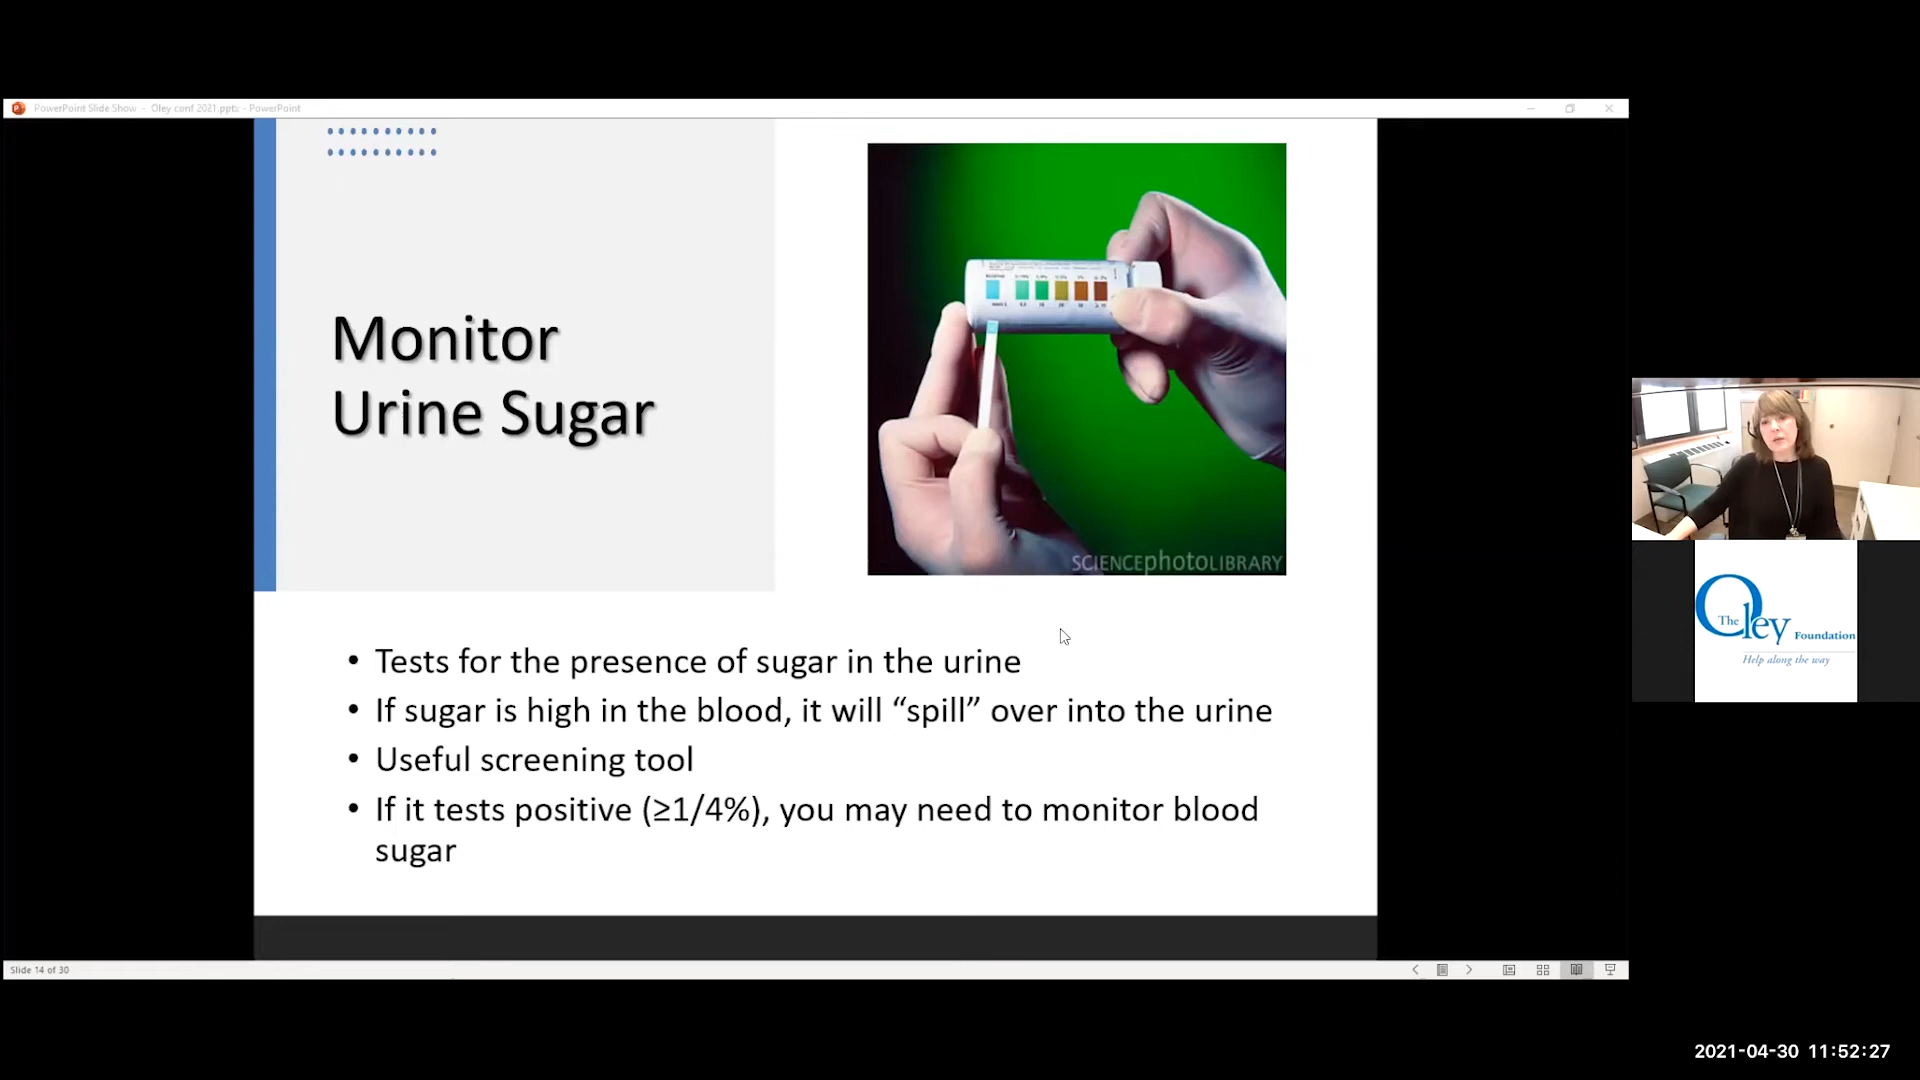 PowerPoint Slide Show - Oley conf 2021.pptx - PowerPoint
Monitor
Urine Sugar
SCIENCEphotoLIBRARY
• Tests for the presence of sugar in the urine
• If sugar is high in the blood, it will “spill” over into the urine
• Useful screening tool
• If it tests positive (≥1/4%), you may need to monitor blood
sugar
The Oley Foundation
Help along the way
Slide 14 of 30
2021-04-30 11:52:27